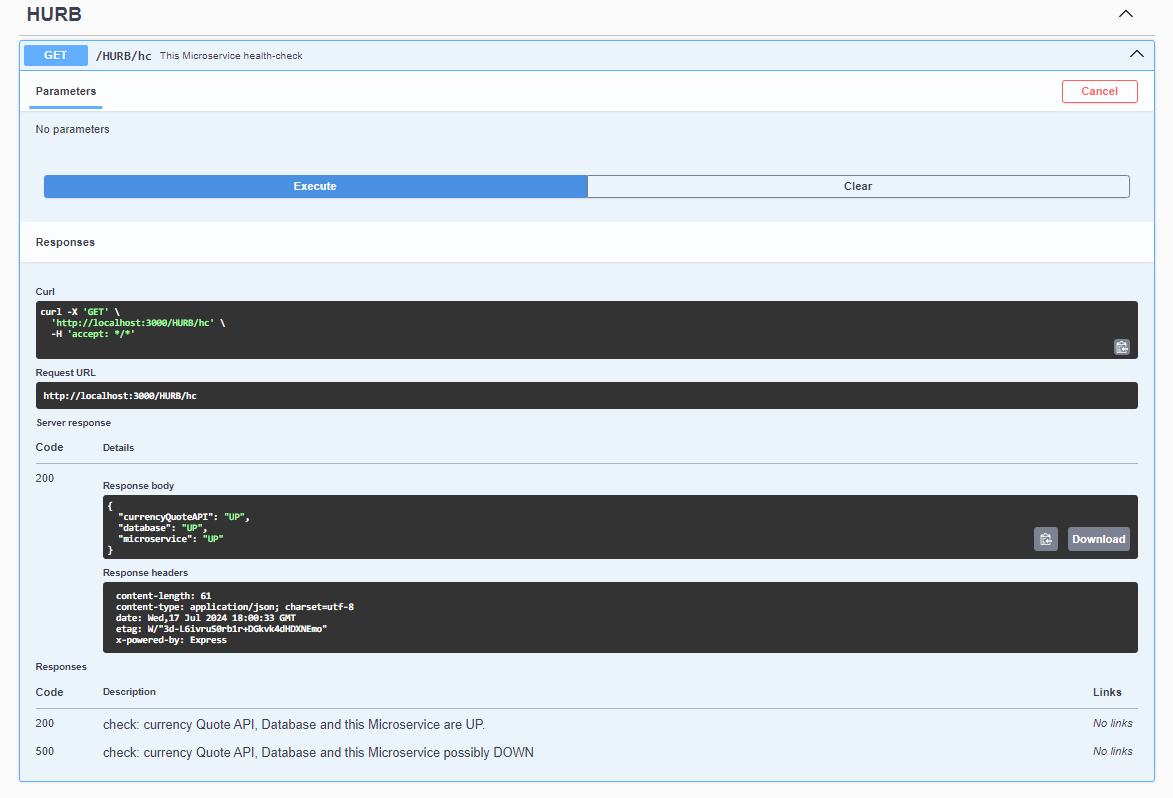 HURB
GET /HURB/hc This Microservice health-check
Parameters Cancel
No parameters
Execute Clear
Responses
Curl
curl -X 'GET' \
'http://localhost:3000/HURB/hc' \
-H 'accept: */*'
Request URL
http://localhost:3000/HURB/hc
Server response
Code Details
200
Response body
{
"currencyQuoteAPI": "UP",
"database": "UP",
"microservice": "UP"
}
Download
Response headers
content-length: 61
content-type: application/json; charset=utf-8
date: Wed,17 Jul 2024 18:00:33 GMT
etag: W/"3d-L6ivruS0rb1r+DGkvk4dHDXNEmo"
x-powered-by: Express
Responses
Code Description Links
200 check: currency Quote API, Database and this Microservice are UP. No links
500 check: currency Quote API, Database and this Microservice possibly DOWN No links